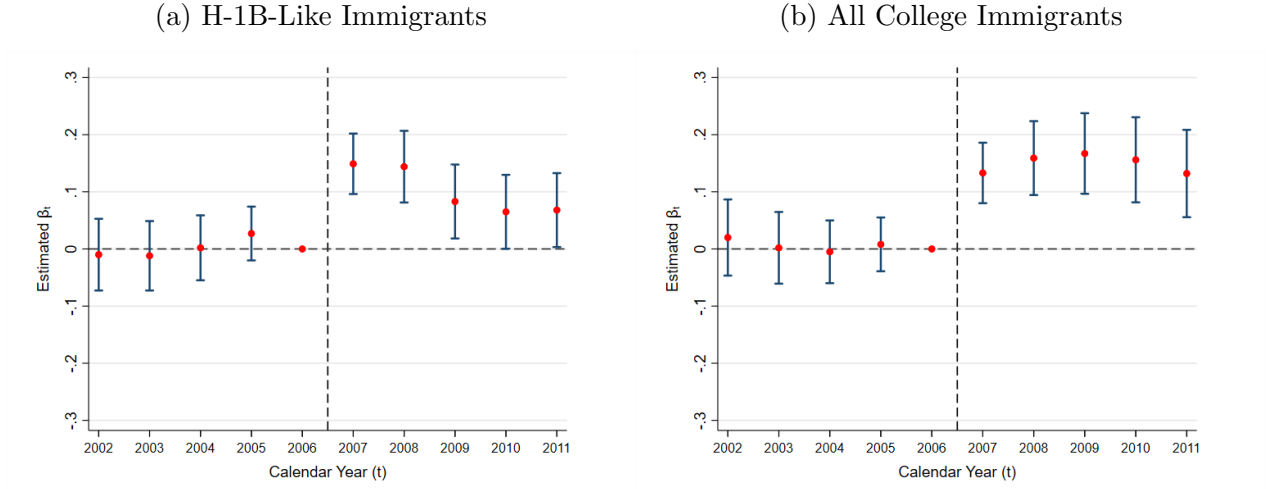 (a) H-1B-Like Immigrants
.3
.2
.1
0
-.1
-.2
-.3
Estimated βₜ
2002 2003 2004 2005 2006 2007 2008 2009 2010 2011
Calendar Year (t)
(b) All College Immigrants
.3
.2
.1
0
-.1
-.2
-.3
Estimated βₜ
2002 2003 2004 2005 2006 2007 2008 2009 2010 2011
Calendar Year (t)